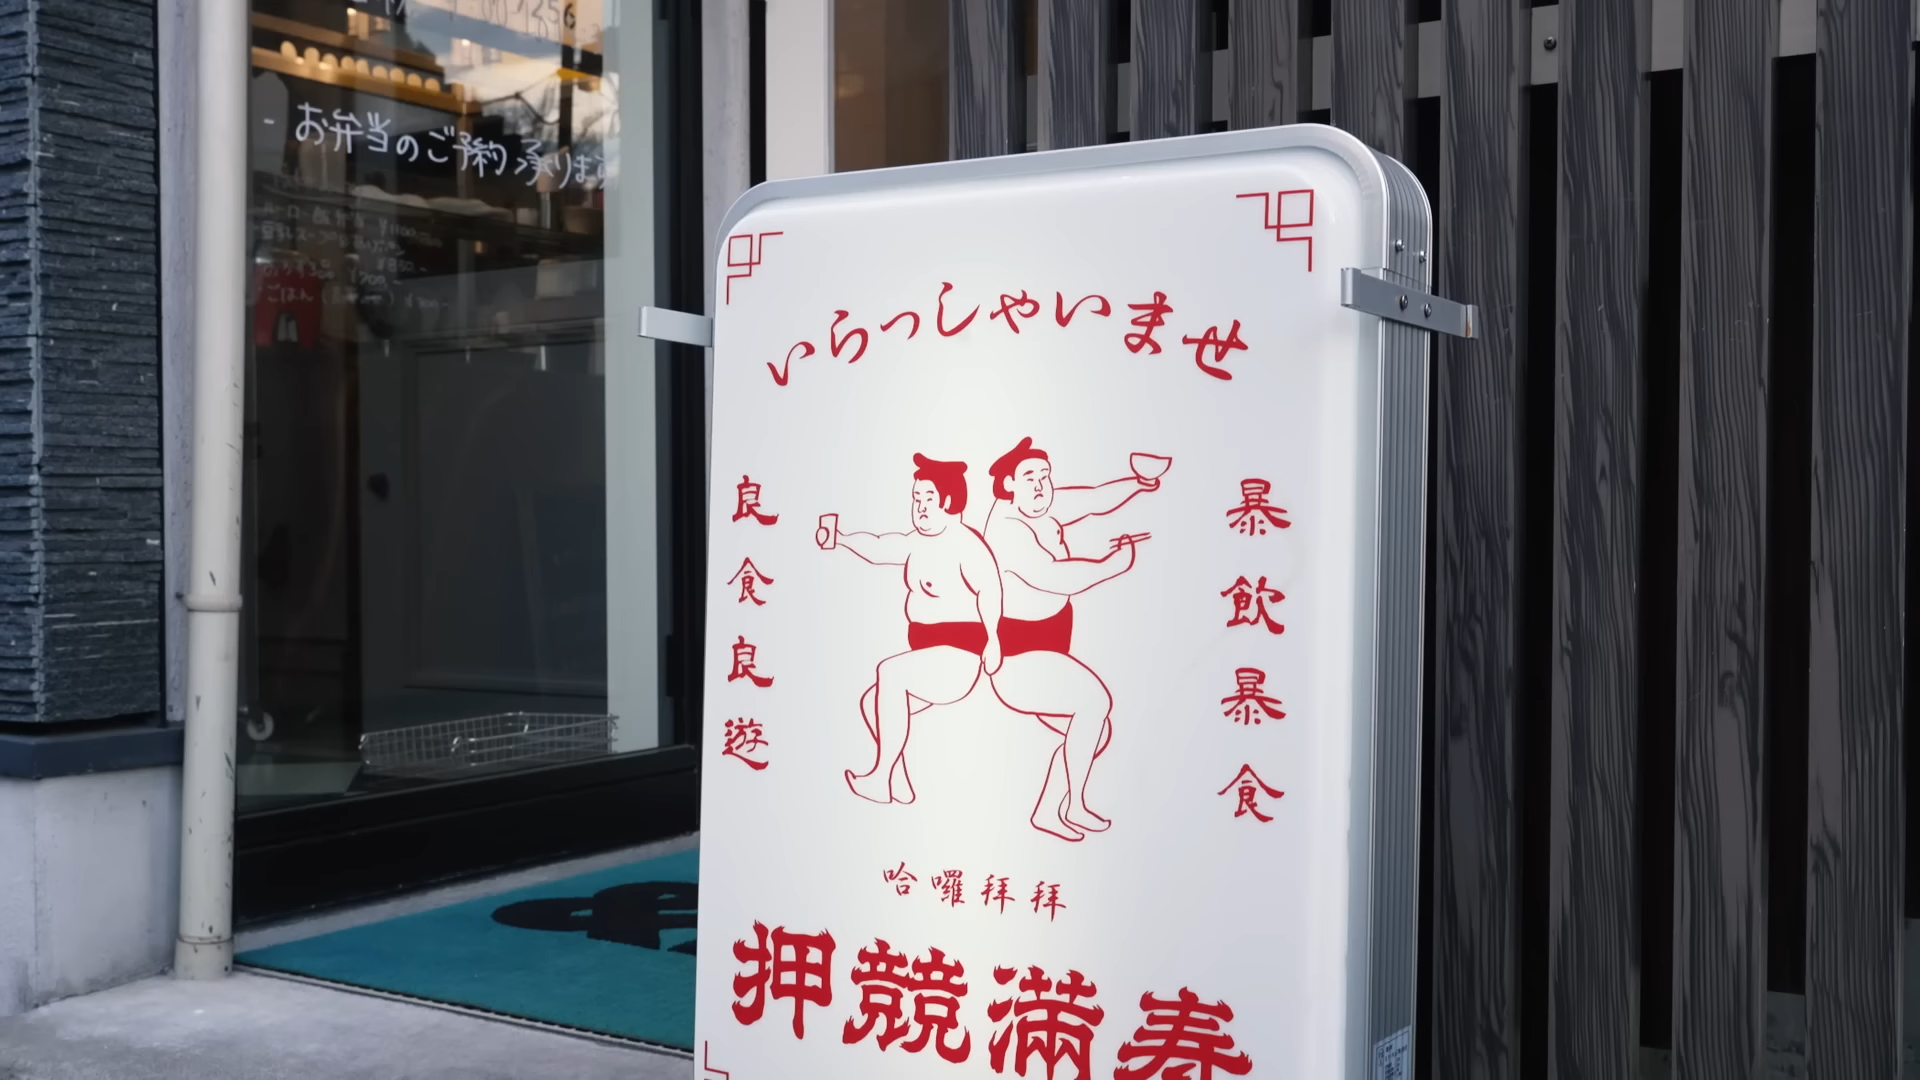 お弁当のご予約承ります
いらっしゃいませ
暴飲暴食
良食良遊
哈囉拜拜
押競満寿